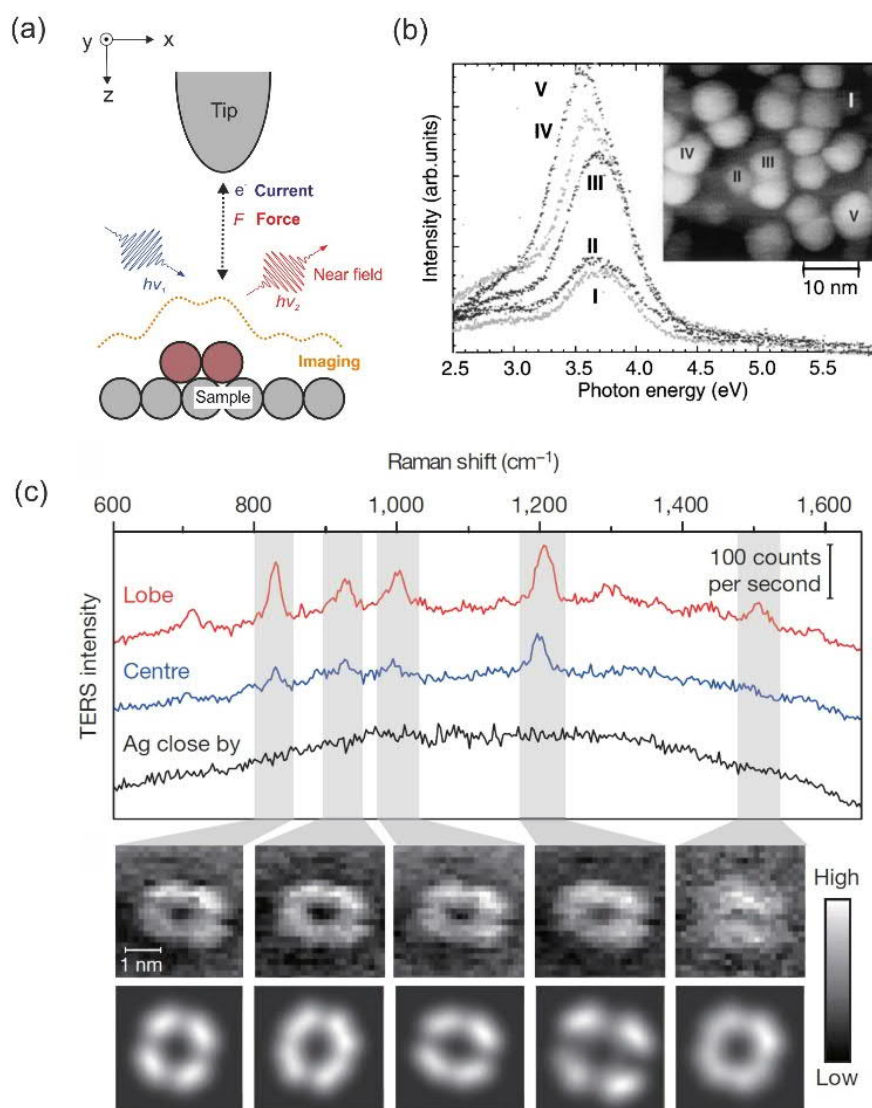 (a)
y
x
z
Tip
e⁻ Current
F Force
hν₁
Near field
hν₂
Imaging
Sample
(b)
Intensity (arb.units)
V
IV
III
II
I
I
IV
III
II
V
10 nm
2.5 3.0 3.5 4.0 4.5 5.0 5.5
Photon energy (eV)
(c)
Raman shift (cm⁻¹)
600 800 1,000 1,200 1,400 1,600
TERS intensity
100 counts
per second
Lobe
Centre
Ag close by
1 nm
High
Low